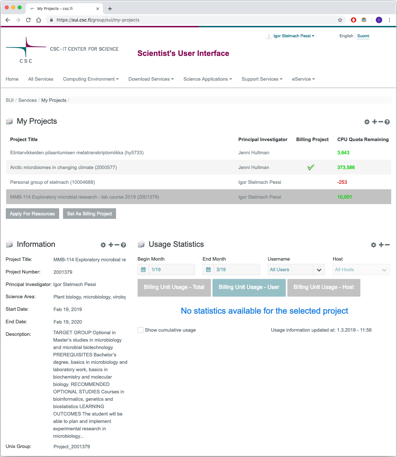 My Projects - csc.fi
https://sui.csc.fi/group/sui/my-projects
CSC
CSC - IT CENTER FOR SCIENCE
Scientist's User Interface
Igor Stelmach Pessi
English Suomi
Home All Services Computing Environment Download Services Science Applications Support Services eService
SUI / Services / My Projects /
My Projects
Project Title Principal Investigator Billing Project CPU Quota Remaining
Elintarvikkeiden pilaantumisen metatranskriptomiikka (hy5733) Jenni Hultman 3,643
Arctic microbiomes in changing climate (2000577) Jenni Hultman 373,588
Personal group of stelmach (10004688) Igor Stelmach Pessi -253
MMB-114 Exploratory microbial research - lab course 2019 (2001379) Igor Stelmach Pessi 10,000
Apply For Resources Set As Billing Project
Information
Project Title: MMB-114 Exploratory microbial re
Project Number: 2001379
Principal Investigator: Igor Stelmach Pessi
Science Area: Plant biology, microbiology, virolog
Start Date: Feb 19, 2019
End Date: Feb 19, 2020
Description: TARGET GROUP Optional in
Master's studies in microbiology
and microbial biotechnology
PREREQUISITES Bachelor's
degree, basics in microbiology and
laboratory work, basics in
biochemistry and molecular
biology. RECOMMENDED
OPTIONAL STUDIES Courses in
bioinformatics, genetics and
biostatistics LEARNING
OUTCOMES The student will be
able to plan and implement
experimental research in
microbiology...
Unix Group: Project_2001379
Usage Statistics
Begin Month End Month Username Host
1/19 3/19 All Users All Hosts
Billing Unit Usage - Total Billing Unit Usage - User Billing Unit Usage - Host
No statistics available for the selected project
Show cumulative usage Usage information updated at: 1.3.2019 - 11:58